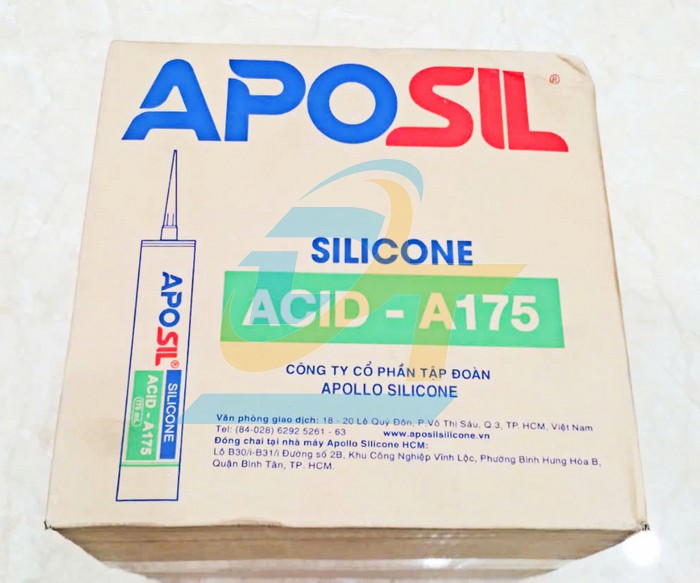 APOSIL®
SILICONE
ACID - A175
CÔNG TY CỔ PHẦN TẬP ĐOÀN
APOLLO SILICONE
Văn phòng giao dịch: 18 - 20 Lê Quý Đôn, P.Võ Thị Sáu, Q.3, TP. HCM, Việt Nam
Tel: (84-028) 6292 5261 - 63 www.aposilsilicone.vn
Đóng chai tại nhà máy Apollo Silicone HCM:
Lô B30/i-B31/i Đường số 2B, Khu Công Nghiệp Vĩnh Lộc, Phường Bình Hưng Hòa B,
Quận Bình Tân, TP. HCM.
APOSIL®
SILICONE
ACID - A175
(175 mL)